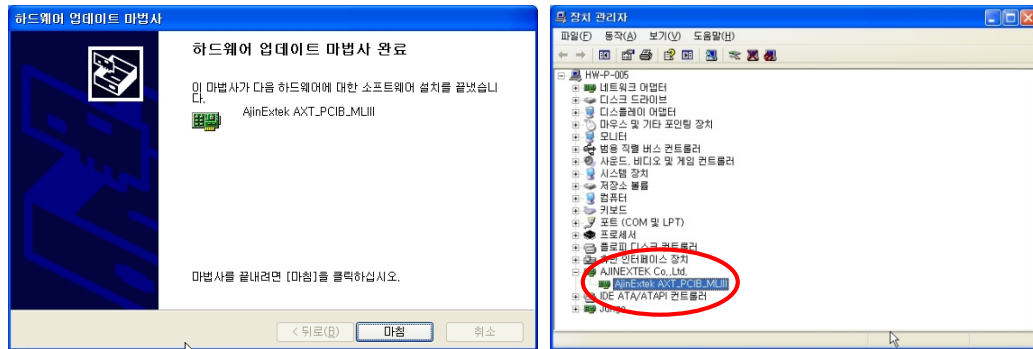 하드웨어 업데이트 마법사
하드웨어 업데이트 마법사 완료
이 마법사가 다음 하드웨어에 대한 소프트웨어 설치를 끝냈습니
다.
AjinExtek AXT_PCIB_MLIII
마법사를 끝내려면 [마침]을 클릭하십시오.
< 뒤로(B)
마침
취소
장치 관리자
파일(F) 동작(A) 보기(V) 도움말(H)
HW-P-005
네트워크 어댑터
디스크 드라이브
디스플레이 어댑터
마우스 및 기타 포인팅 장치
모니터
범용 직렬 버스 컨트롤러
사운드, 비디오 및 게임 컨트롤러
시스템 장치
저장소 볼륨
컴퓨터
키보드
포트 (COM 및 LPT)
프로세서
플로피 디스크 컨트롤러
휴먼 인터페이스 장치
AJINEXTEK Co,.Ltd,
AjinExtek AXT_PCIB_MLIII
IDE ATA/ATAPI 컨트롤러
Jungo